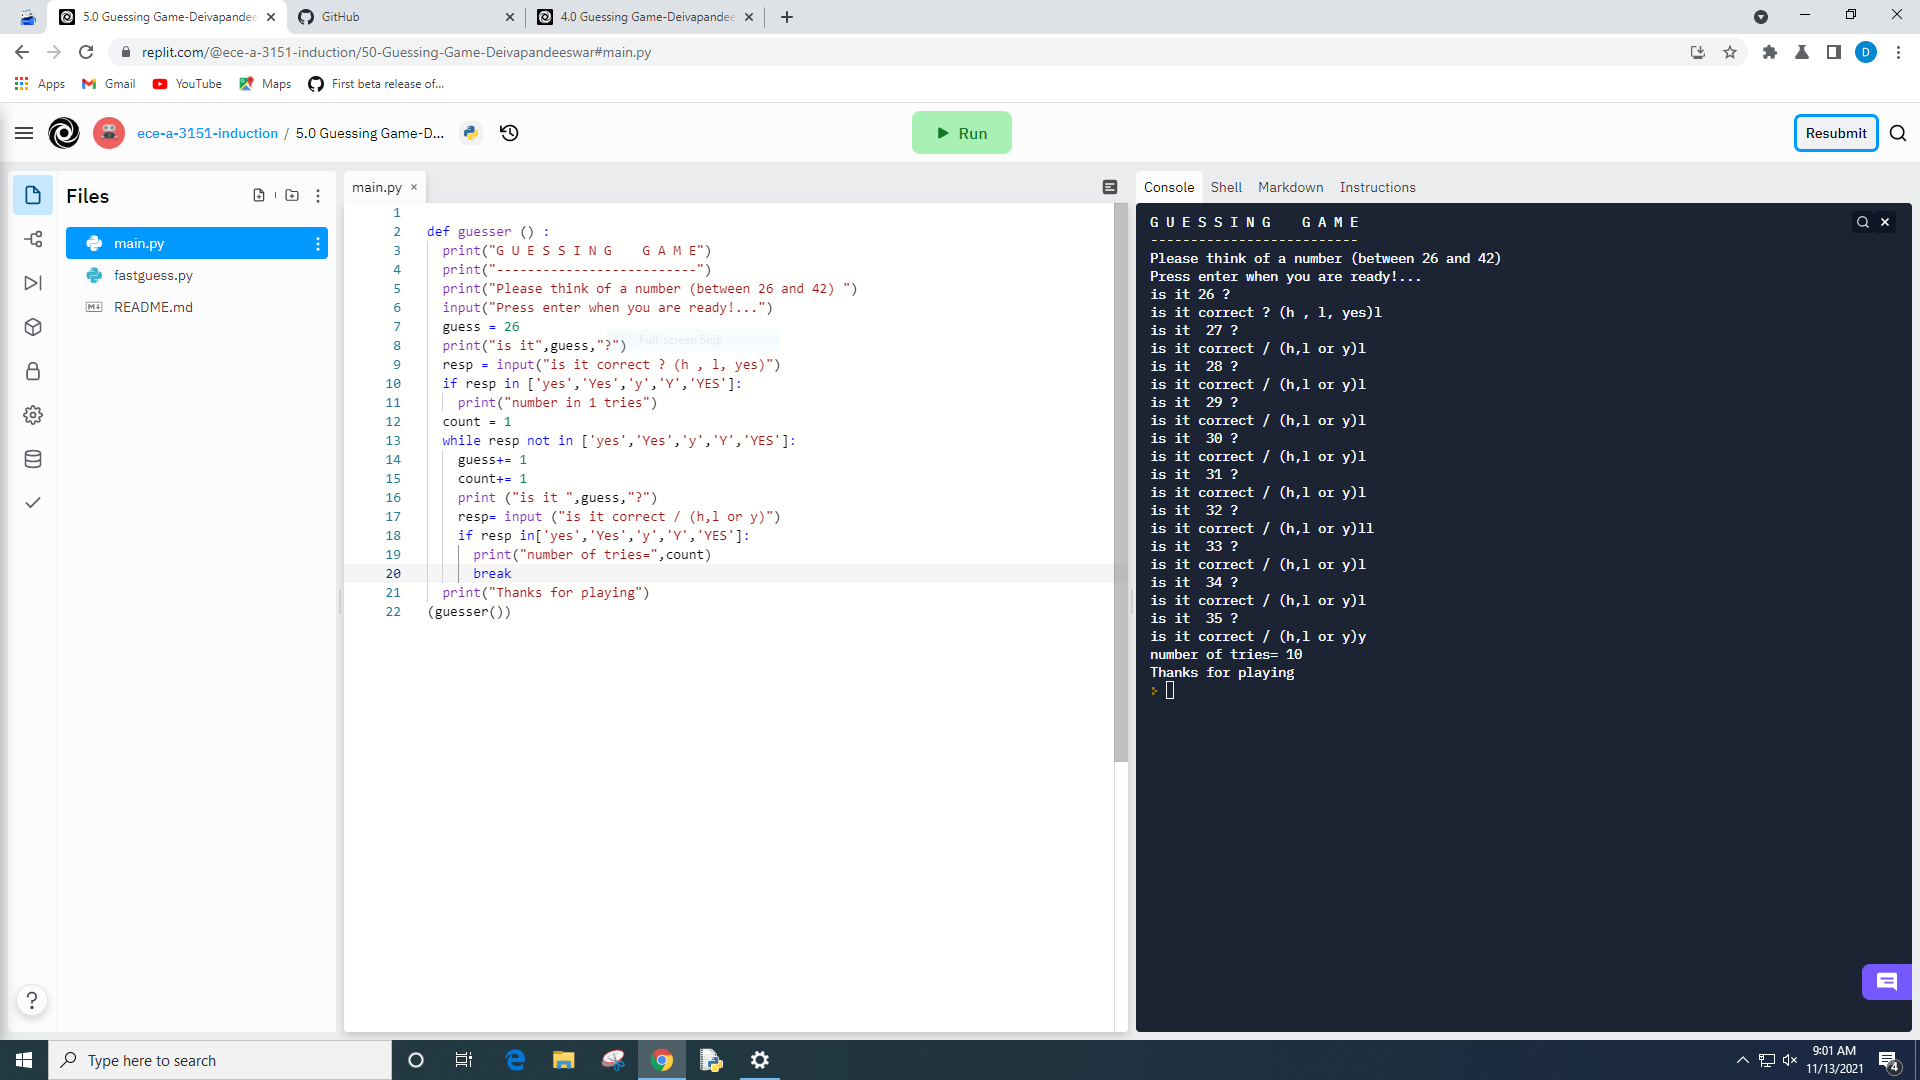 5.0 Guessing Game-Deivapandee
GitHub
4.0 Guessing Game-Deivapandee
replit.com/@ece-a-3151-induction/50-Guessing-Game-Deivapandeeswar#main.py
D
Apps
Gmail
YouTube
Maps
First beta release of...
ece-a-3151-induction / 5.0 Guessing Game-D...
Run
Resubmit
Files
main.py
fastguess.py
README.md
main.py
1
2 def guesser () :
3 print("G U E S S I N G    G A M E")
4 print("--------------------------")
5 print("Please think of a number (between 26 and 42) ")
6 input("Press enter when you are ready!...")
7 guess = 26
Full-screen Snip
8 print("is it",guess,"?")
9 resp = input("is it correct ? (h , l, yes)")
10 if resp in ['yes','Yes','y','Y','YES']:
11 print("number in 1 tries")
12 count = 1
13 while resp not in ['yes','Yes','y','Y','YES']:
14 guess+= 1
15 count+= 1
16 print ("is it ",guess,"?")
17 resp= input ("is it correct / (h,l or y)")
18 if resp in['yes','Yes','y','Y','YES']:
19 print("number of tries=",count)
20 break
21 print("Thanks for playing")
22 (guesser())
Console Shell Markdown Instructions
G U E S S I N G    G A M E
--------------------------
Please think of a number (between 26 and 42)
Press enter when you are ready!...
is it 26 ?
is it correct ? (h , l, yes)l
is it  27 ?
is it correct / (h,l or y)l
is it  28 ?
is it correct / (h,l or y)l
is it  29 ?
is it correct / (h,l or y)l
is it  30 ?
is it correct / (h,l or y)l
is it  31 ?
is it correct / (h,l or y)l
is it  32 ?
is it correct / (h,l or y)ll
is it  33 ?
is it correct / (h,l or y)l
is it  34 ?
is it correct / (h,l or y)l
is it  35 ?
is it correct / (h,l or y)y
number of tries= 10
Thanks for playing
?
Type here to search
9:01 AM
11/13/2021
4